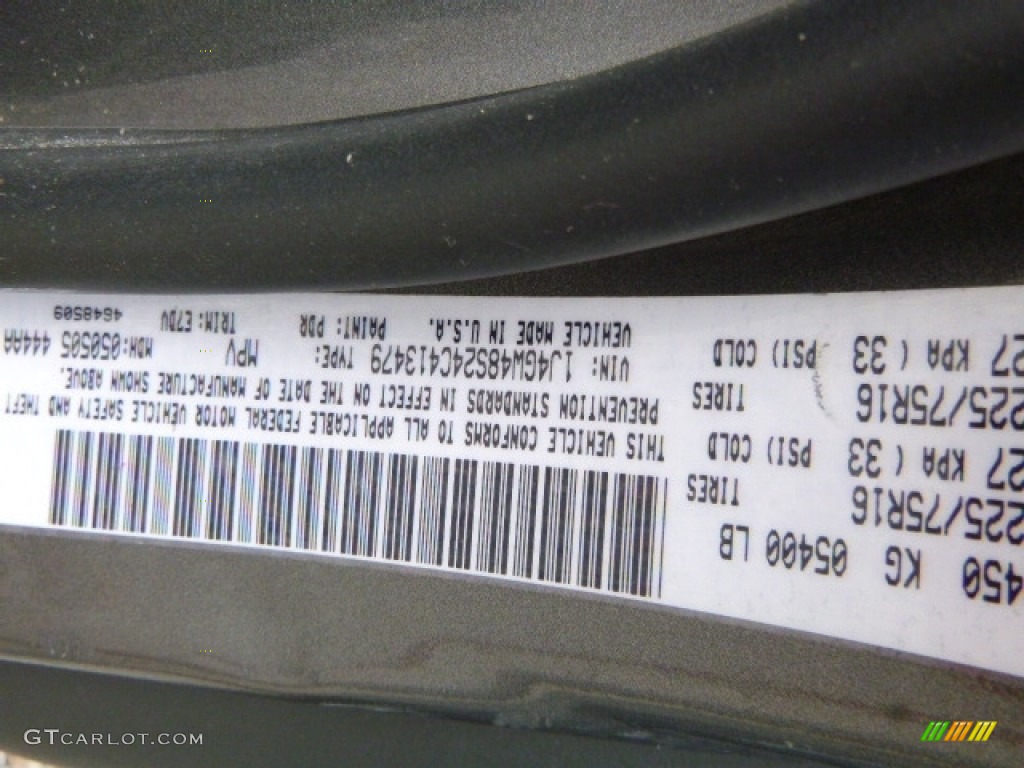 450 KG 05400 LB
225/75R16 TIRES
27 KPA ( 33 PSI) COLD
225/75R16 TIRES
27 KPA ( 33 PSI) COLD
THIS VEHICLE CONFORMS TO ALL APPLICABLE FEDERAL MOTOR VEHICLE SAFETY AND THEFT
PREVENTION STANDARDS IN EFFECT ON THE DATE OF MANUFACTURE SHOWN ABOVE.
VIN: 1J4GW48S24C413479 TYPE: MPV MDH:050505 444AA
VEHICLE MADE IN U.S.A. PAINT: PDR TRIM: E7DV 4648509
GTCARLOT.COM